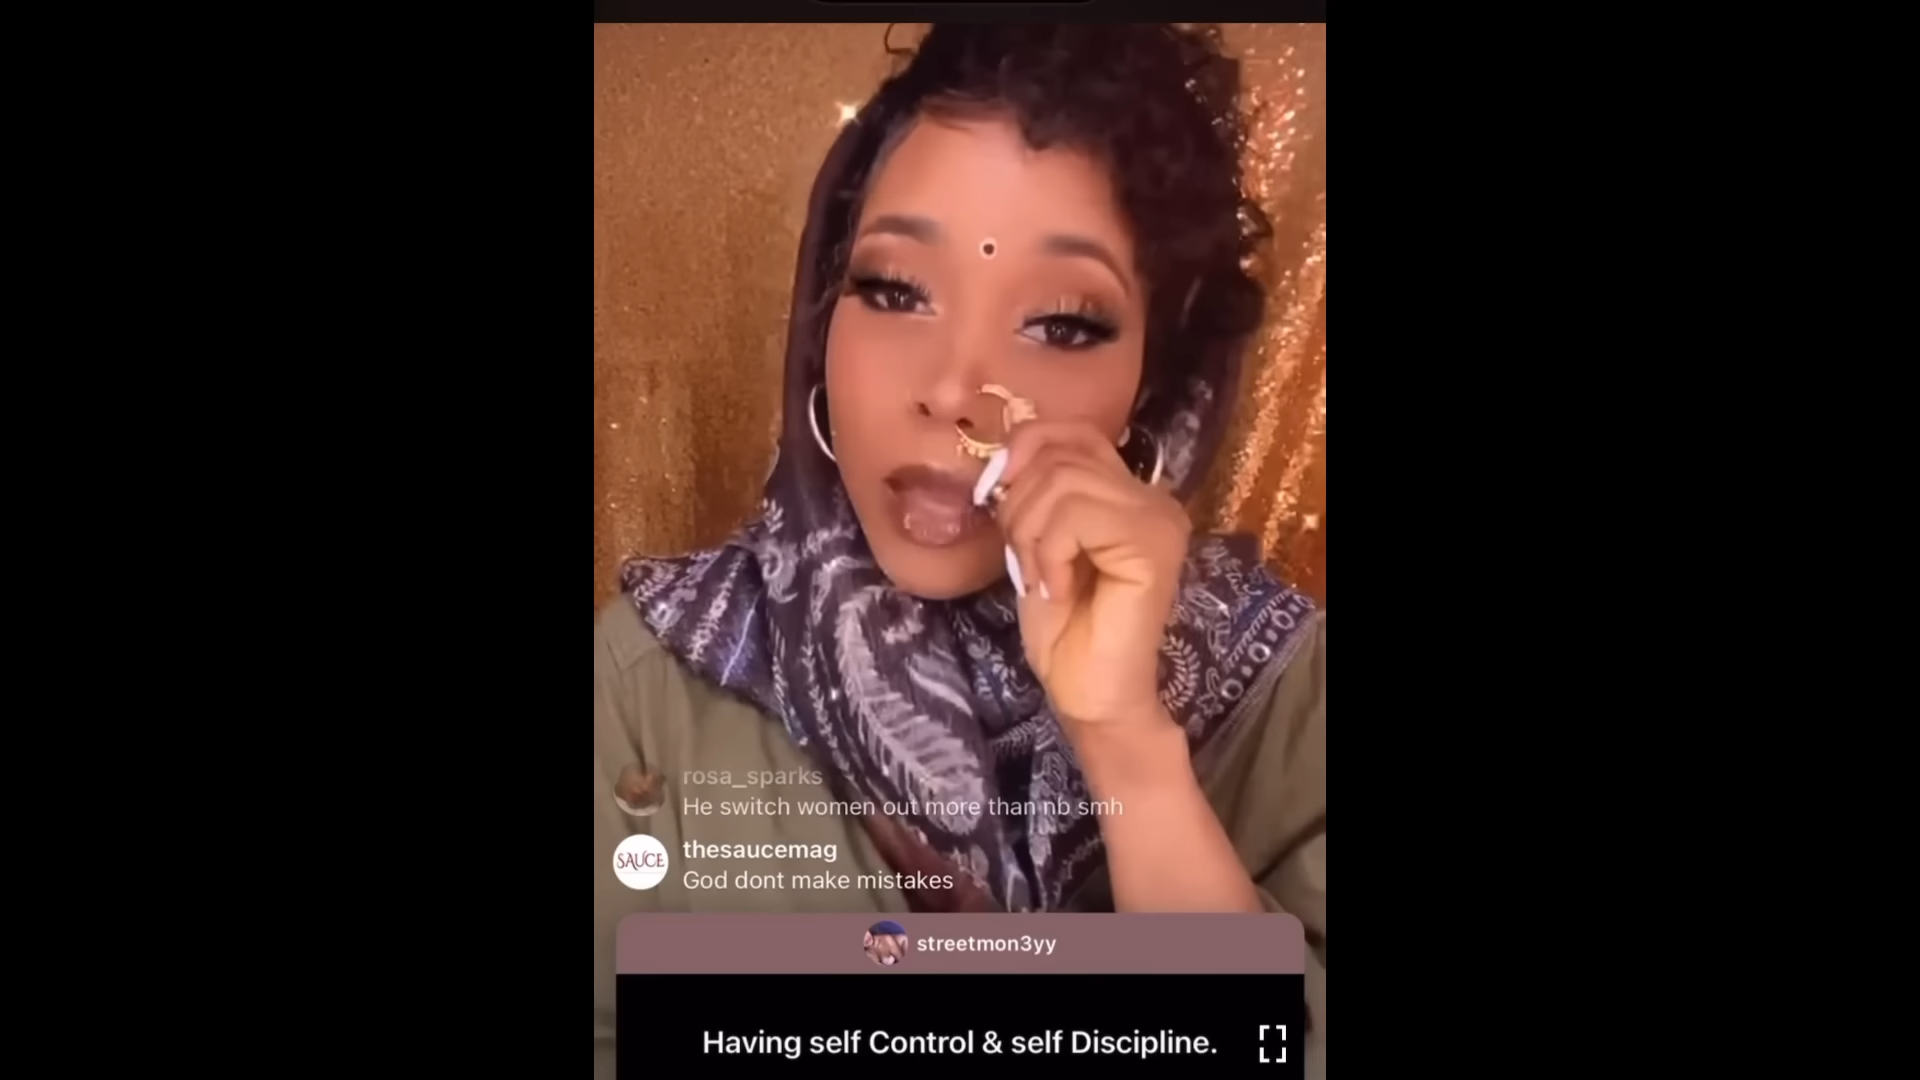 rosa_sparks
He switch women out more than nb smh
SAUCE
thesaucemag
God dont make mistakes
streetmon3yy
Having self Control & self Discipline.